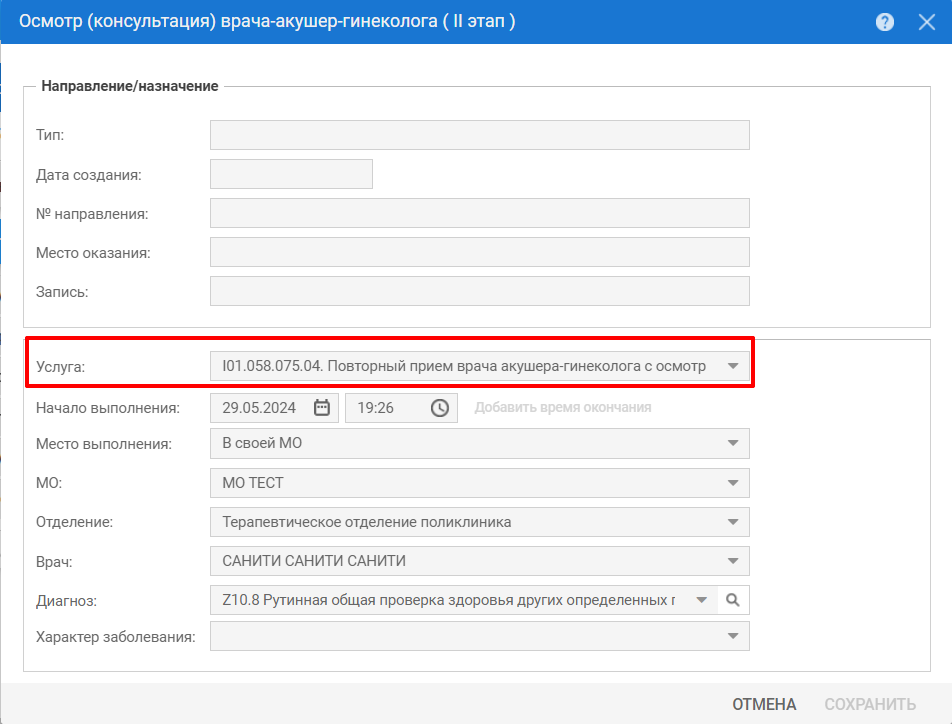 Осмотр (консультация) врача-акушер-гинеколога ( II этап )
Направление/назначение
Тип:
Дата создания:
№ направления:
Место оказания:
Запись:
Услуга: I01.058.075.04. Повторный прием врача акушера-гинеколога с осмотр
Начало выполнения: 29.05.2024 19:26 Добавить время окончания
Место выполнения: В своей МО
МО: МО ТЕСТ
Отделение: Терапевтическое отделение поликлиника
Врач: САНИТИ САНИТИ САНИТИ
Диагноз: Z10.8 Рутинная общая проверка здоровья других определенных г
Характер заболевания:
ОТМЕНА СОХРАНИТЬ